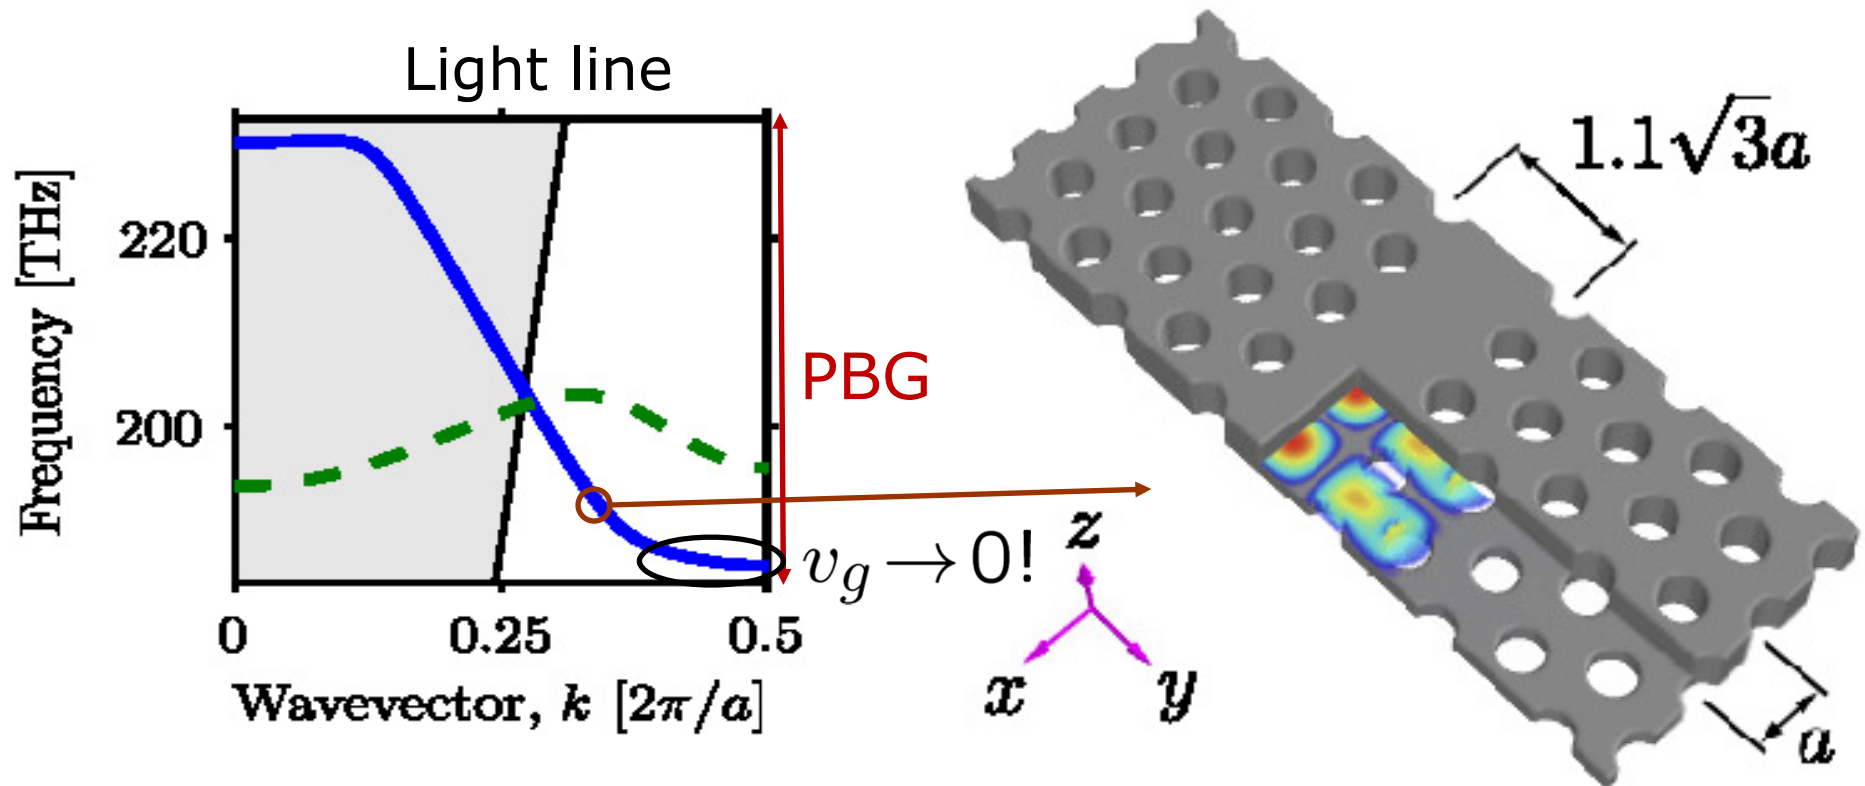 Light line
Frequency [THz]
220
200
0
0.25
0.5
Wavevector, k [2π/a]
PBG
v_g → 0!
z
x
y
1.1√3a
a